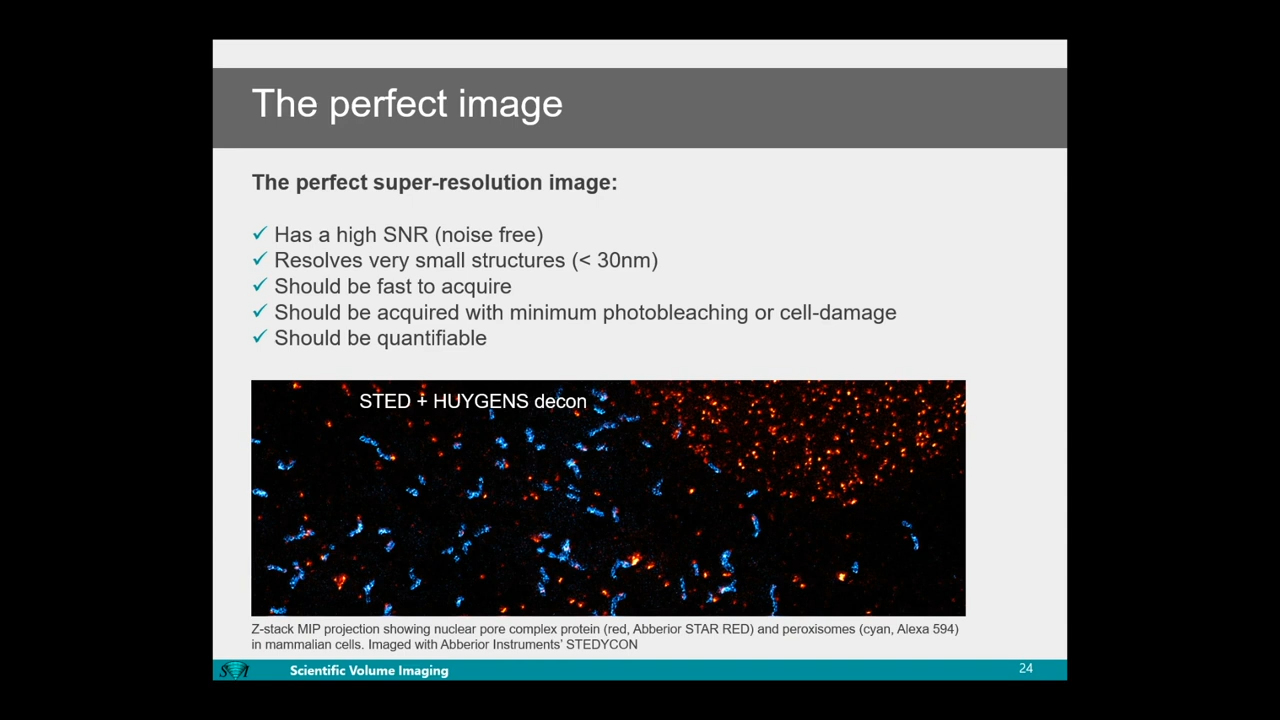 The perfect image
The perfect super-resolution image:
✓ Has a high SNR (noise free)
✓ Resolves very small structures (< 30nm)
✓ Should be fast to acquire
✓ Should be acquired with minimum photobleaching or cell-damage
✓ Should be quantifiable
STED + HUYGENS decon
Z-stack MIP projection showing nuclear pore complex protein (red, Abberior STAR RED) and peroxisomes (cyan, Alexa 594)
in mammalian cells. Imaged with Abberior Instruments' STEDYCON
SVI
Scientific Volume Imaging
24